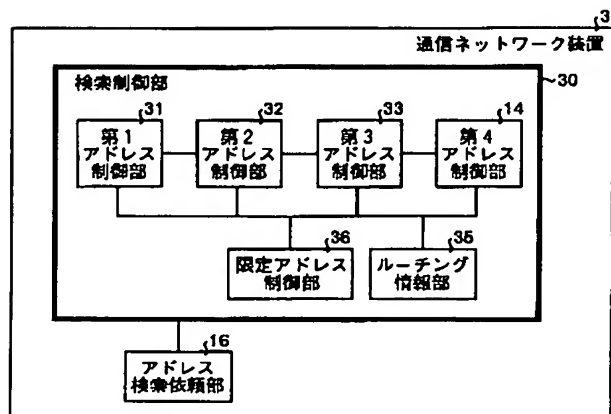 3
通信ネットワーク装置
検索制御部
30
31
32
33
14
第1
アドレス
制御部
第2
アドレス
制御部
第3
アドレス
制御部
第4
アドレス
制御部
36
35
限定アドレス
制御部
ルーチング
情報部
16
アドレス
検索依頼部